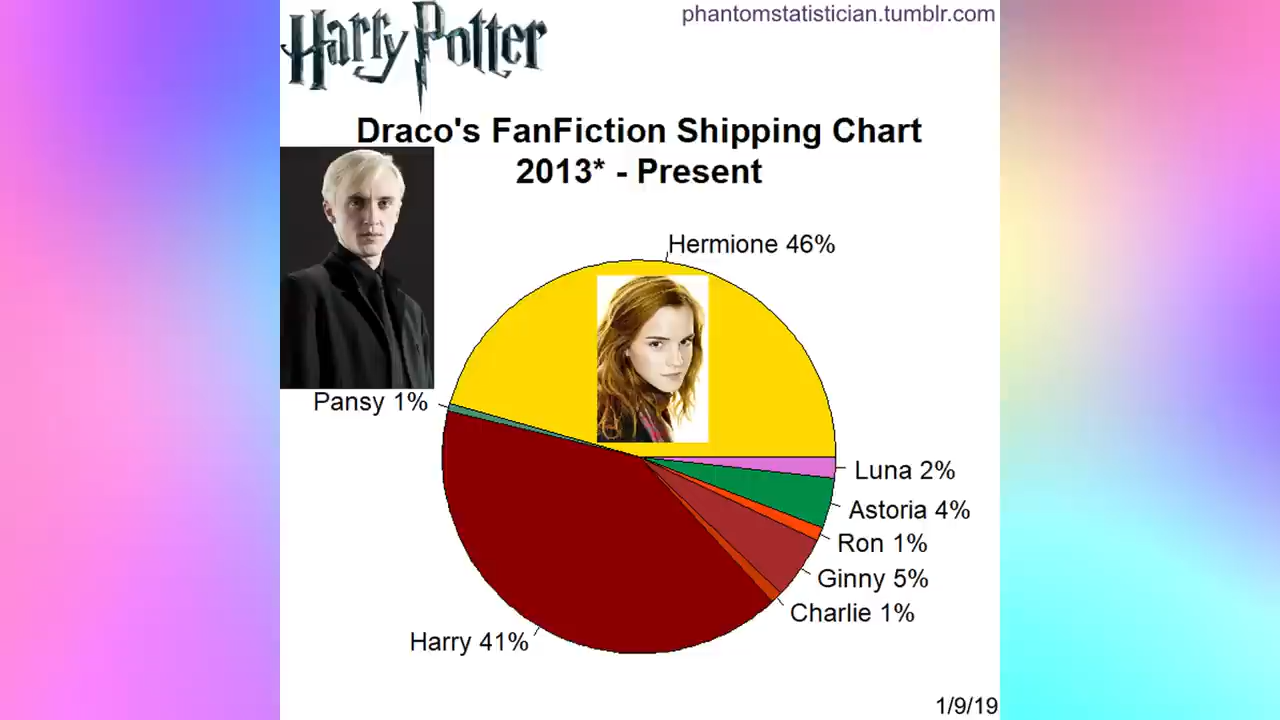 Harry Potter
phantomstatistician.tumblr.com
Draco's FanFiction Shipping Chart
2013* - Present
Hermione 46%
Pansy 1%
Luna 2%
Astoria 4%
Ron 1%
Ginny 5%
Charlie 1%
Harry 41%
1/9/19